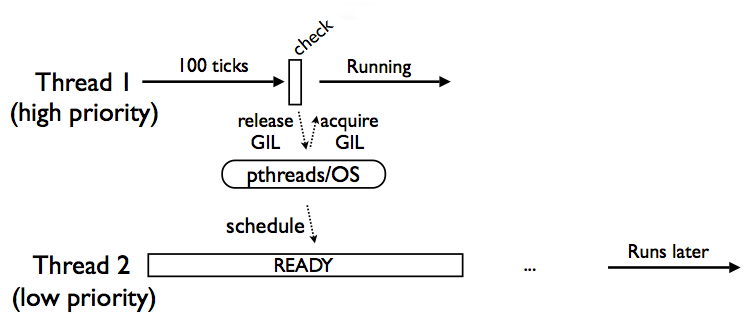 check
100 ticks
Running
Thread 1
(high priority)
release
GIL
acquire
GIL
pthreads/OS
schedule
Thread 2
(low priority)
READY
...
Runs later